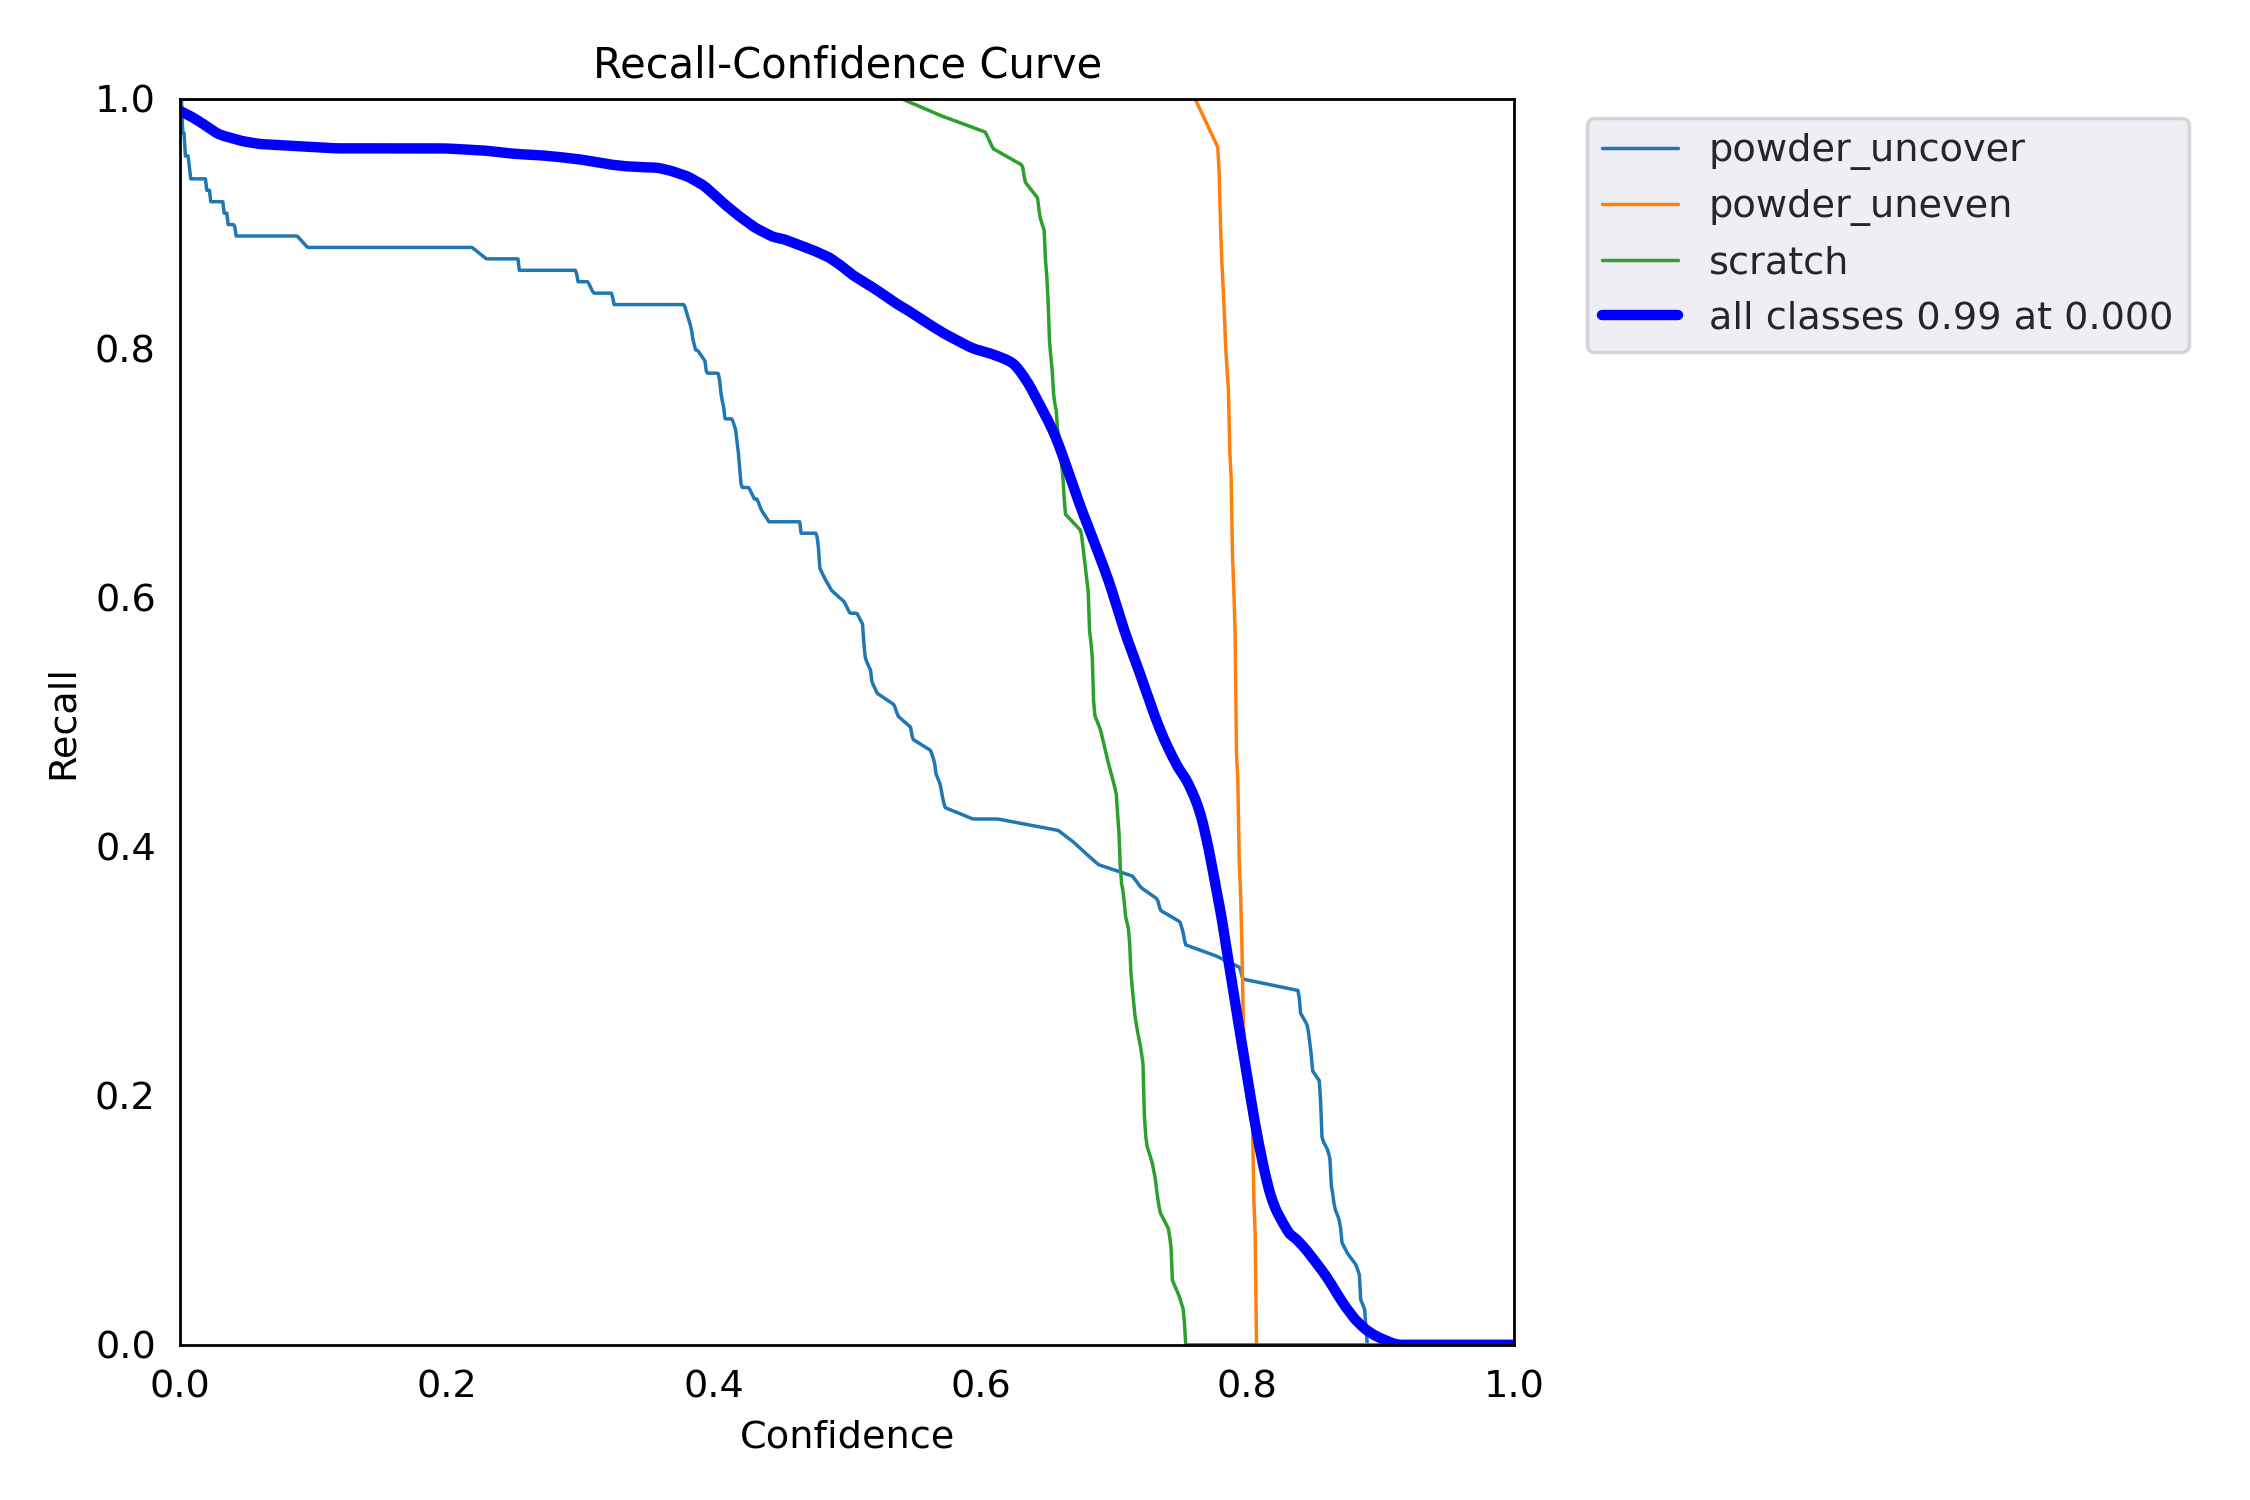 Recall-Confidence Curve
1.0
0.8
0.6
0.4
0.2
0.0
Recall
0.0 0.2 0.4 0.6 0.8 1.0
Confidence
powder_uncover
powder_uneven
scratch
all classes 0.99 at 0.000